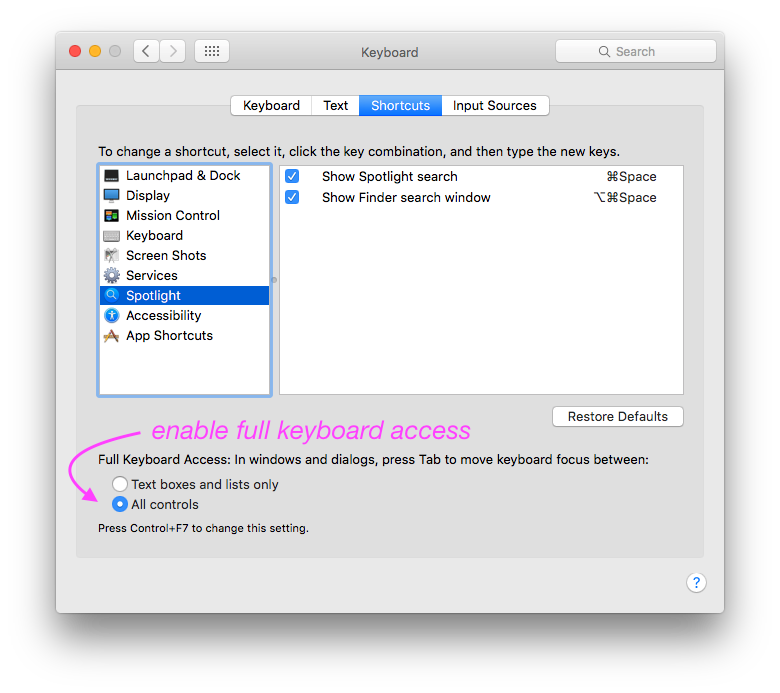 Keyboard
Search
Keyboard
Text
Shortcuts
Input Sources
To change a shortcut, select it, click the key combination, and then type the new keys.
Launchpad & Dock
Display
Mission Control
Keyboard
Screen Shots
Services
Spotlight
Accessibility
App Shortcuts
Show Spotlight search ⌘Space
Show Finder search window ⌥⌘Space
Restore Defaults
enable full keyboard access
Full Keyboard Access: In windows and dialogs, press Tab to move keyboard focus between:
Text boxes and lists only
All controls
Press Control+F7 to change this setting.
?